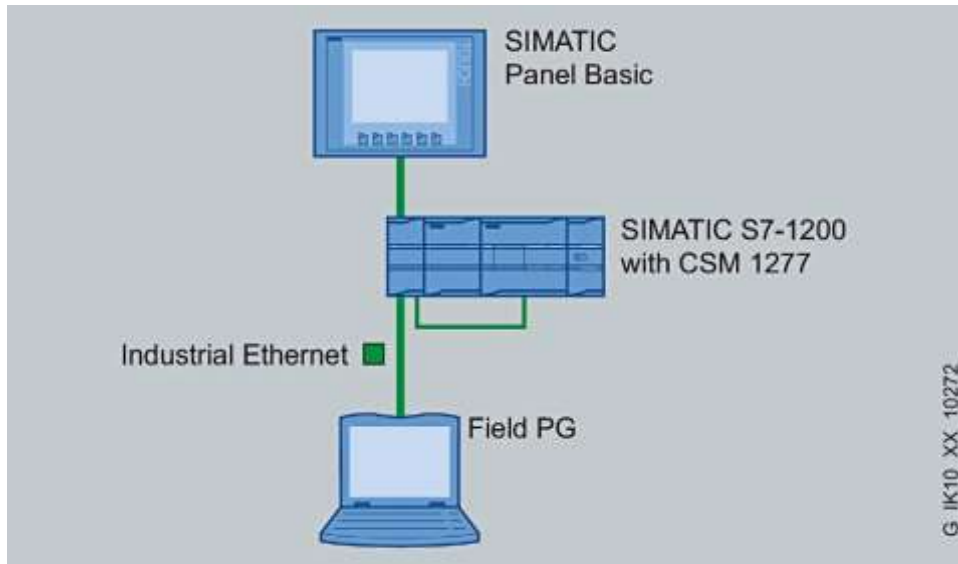 SIMATIC
Panel Basic
SIMATIC S7-1200
with CSM 1277
Industrial Ethernet
Field PG
G_IK10_XX_10272